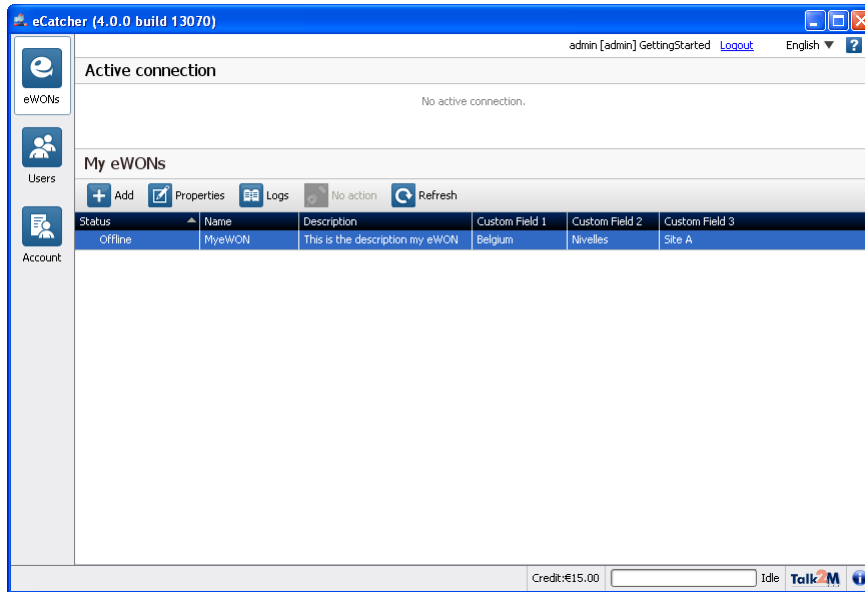 eCatcher (4.0.0 build 13070)
admin [admin] GettingStarted Logout English ?
eWONs
Active connection
No active connection.
Users
My eWONs
Add Properties Logs No action Refresh
Account
Status Name Description Custom Field 1 Custom Field 2 Custom Field 3
Offline MyeWON This is the description my eWON Belgium Nivelles Site A
Credit:€15.00 Idle Talk2M